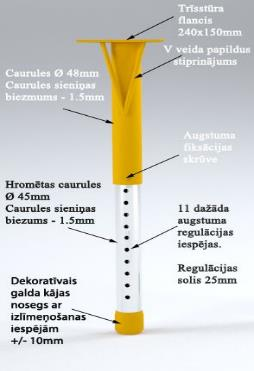 Trīsstūra
flancis
240x150mm
V veida papildus
stiprinājums
Caurules Ø 48mm
Caurules sieniņas
biezmums - 1.5mm
Augstuma
fiksācijas
skrūve
Hromētas caurules
Ø 45mm
Caurules sieniņas
biezums - 1.5mm
11 dažāda
augstuma
regulācijas
iespējas.
Regulācijas
solis 25mm
Dekoratīvais
galda kājas
nosegs ar
izlīmeņošanas
iespējām
+/- 10mm